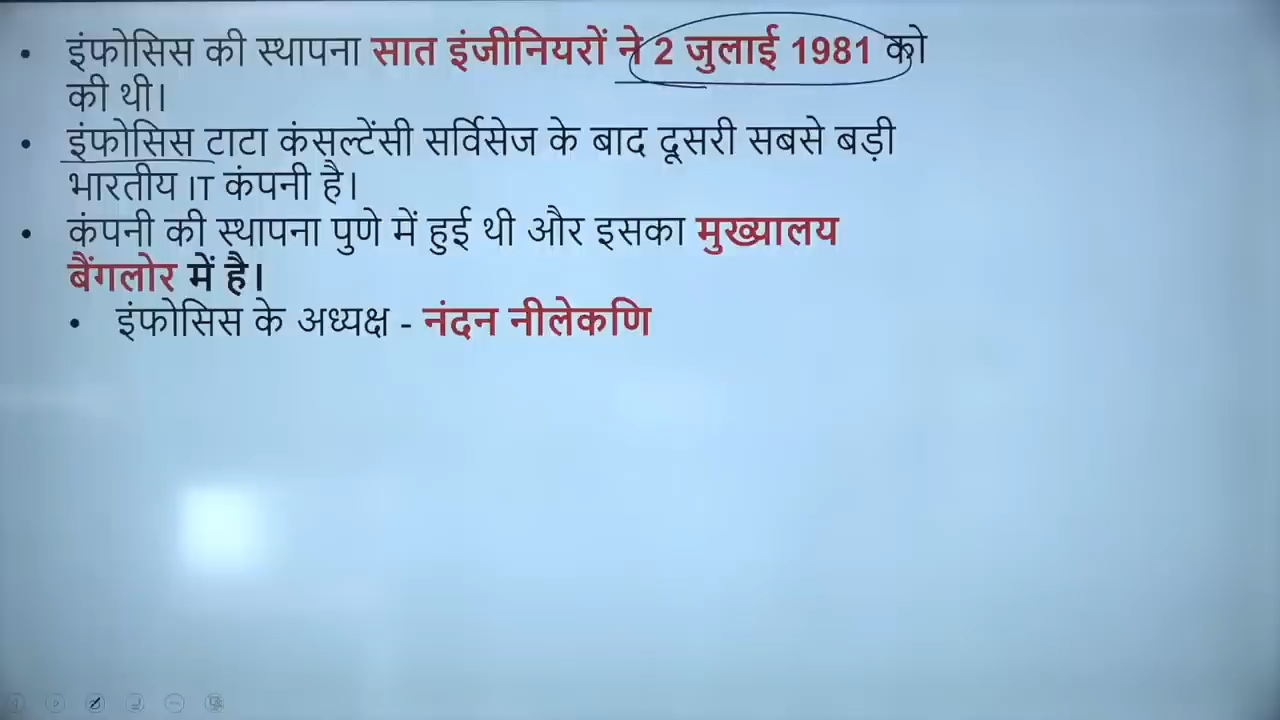 • इंफोसिस की स्थापना सात इंजीनियरों ने 2 जुलाई 1981 को
की थी।
• इंफोसिस टाटा कंसल्टेंसी सर्विसेज के बाद दूसरी सबसे बड़ी
भारतीय IT कंपनी है।
• कंपनी की स्थापना पुणे में हुई थी और इसका मुख्यालय
बैंगलोर में है।
• इंफोसिस के अध्यक्ष - नंदन नीलेकणि